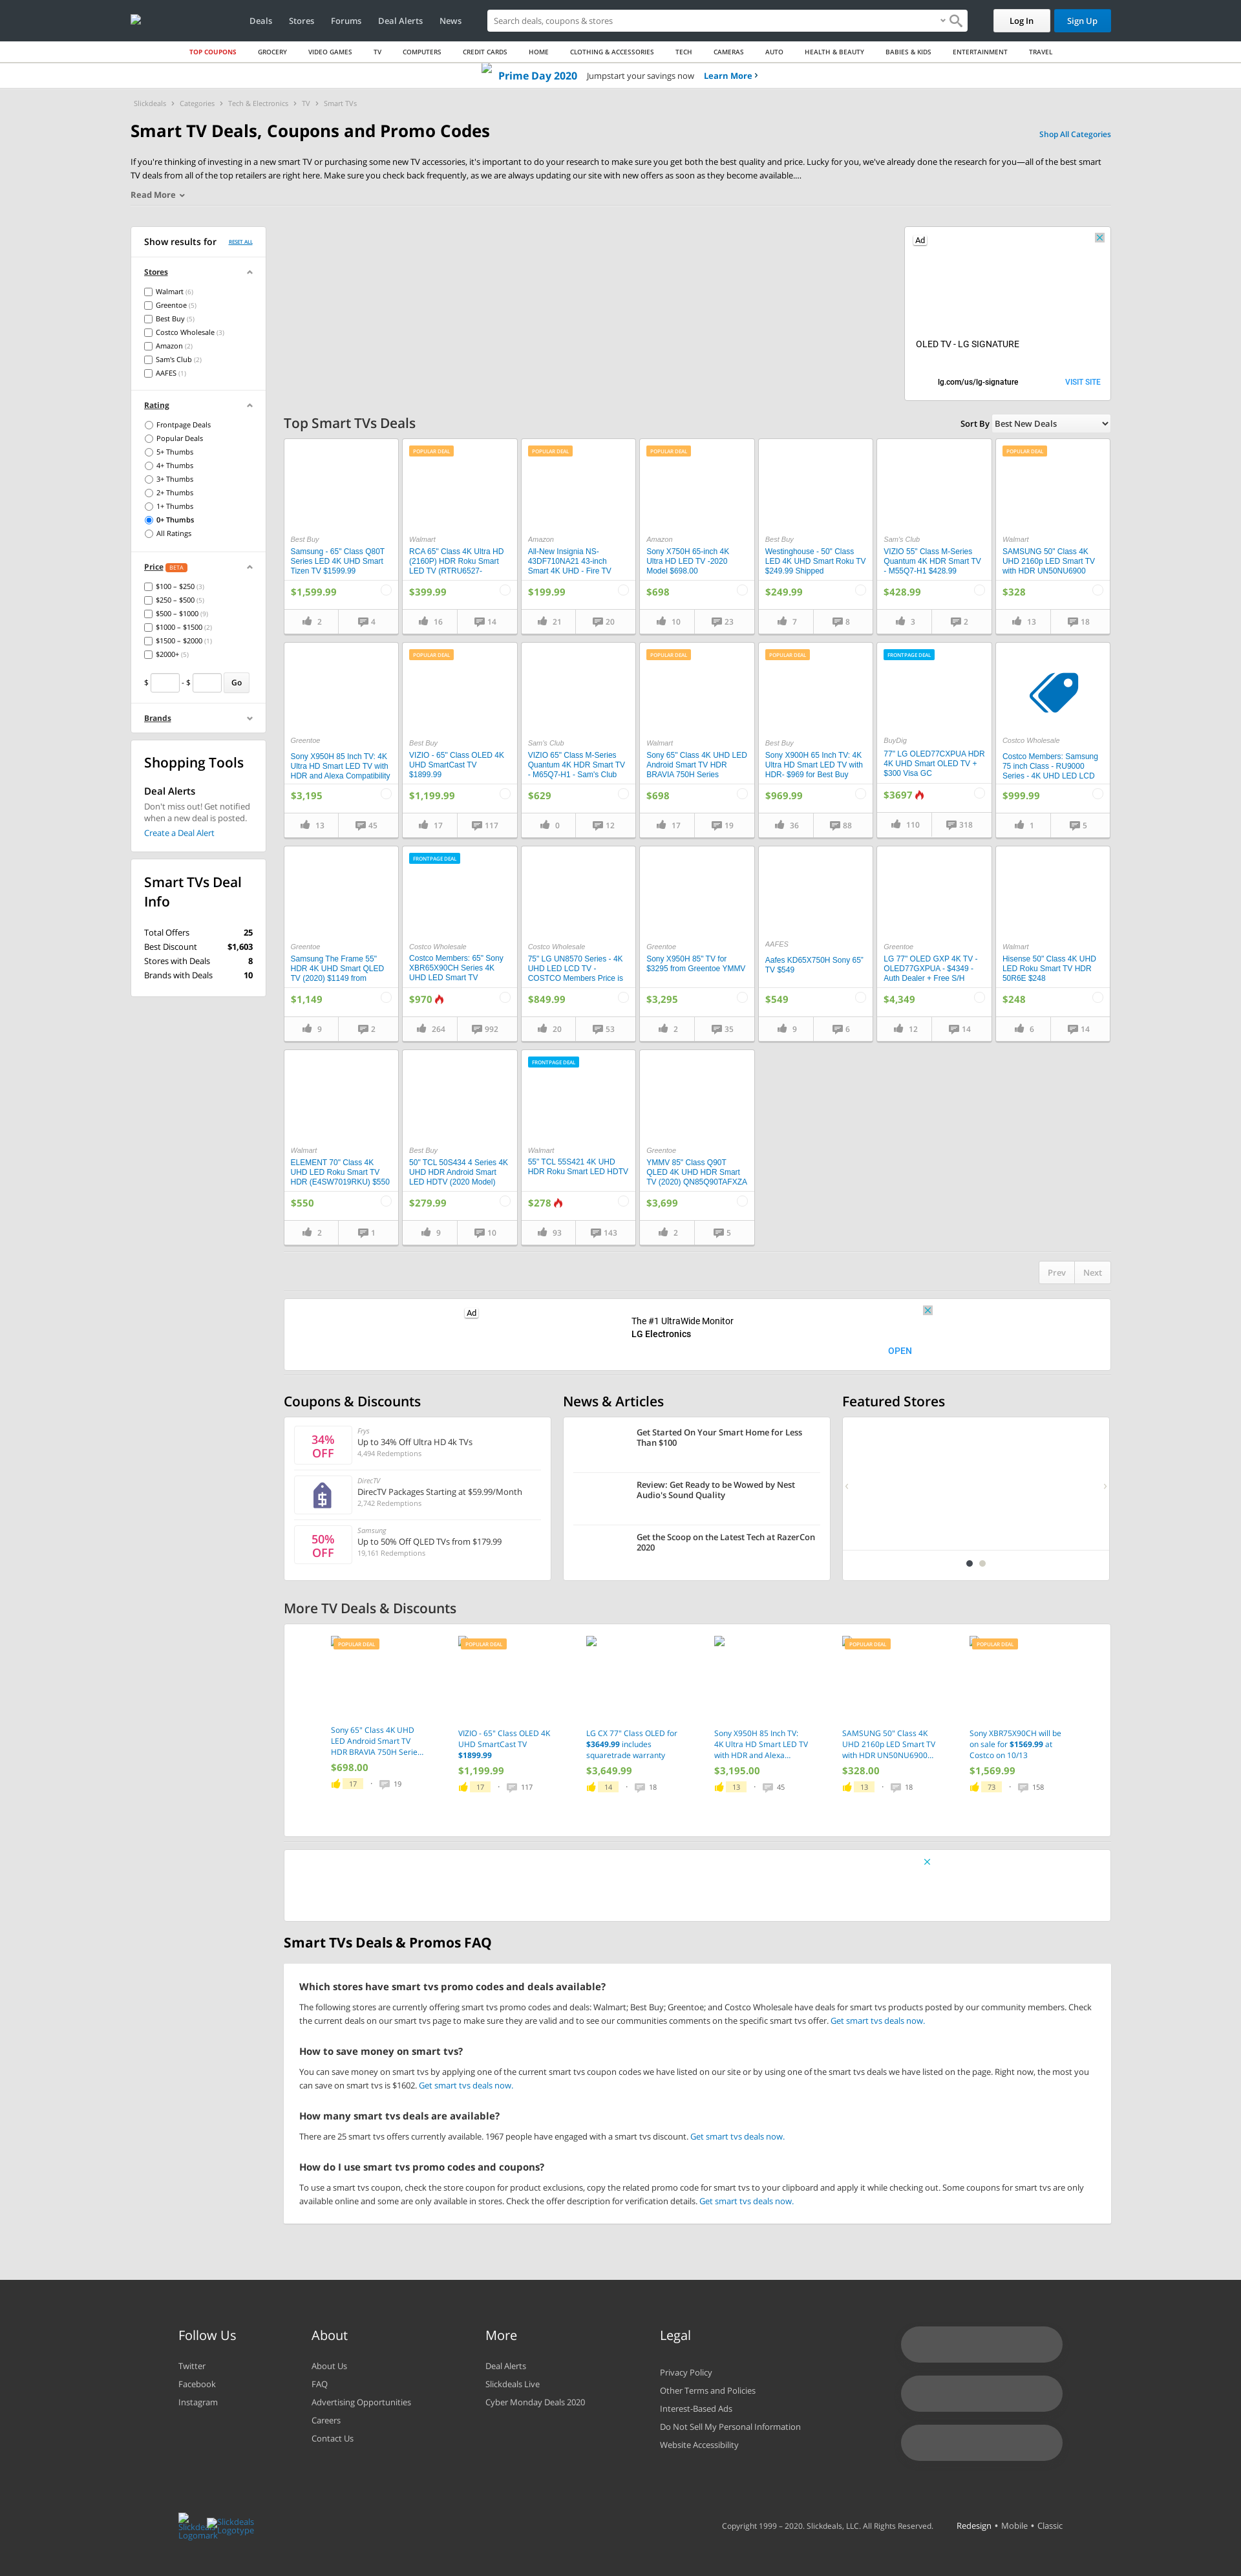 Deals Stores Forums Deal Alerts News
Search deals, coupons & stores
Log In
Sign Up
TOP COUPONS GROCERY VIDEO GAMES TV COMPUTERS CREDIT CARDS HOME CLOTHING & ACCESSORIES TECH CAMERAS AUTO HEALTH & BEAUTY BABIES & KIDS ENTERTAINMENT TRAVEL
Prime Day 2020 Jumpstart your savings now Learn More
Slickdeals > Categories > Tech & Electronics > TV > Smart TVs
Smart TV Deals, Coupons and Promo Codes
Shop All Categories
If you're thinking of investing in a new smart TV or purchasing some new TV accessories, it's important to do your research to make sure you get both the best quality and price. Lucky for you, we've already done the research for you—all of the best smart
TV deals from all of the top retailers are right here. Make sure you check back frequently, as we are always updating our site with new offers as soon as they become available....
Read More
Show results for RESET ALL
Stores
Walmart (6)
Greentoe (5)
Best Buy (5)
Costco Wholesale (3)
Amazon (2)
Sam's Club (2)
AAFES (1)
Rating
Frontpage Deals
Popular Deals
5+ Thumbs
4+ Thumbs
3+ Thumbs
2+ Thumbs
1+ Thumbs
0+ Thumbs
All Ratings
Price BETA
$100 – $250 (3)
$250 – $500 (5)
$500 – $1000 (9)
$1000 – $1500 (2)
$1500 – $2000 (1)
$2000+ (5)
$ - $ Go
Brands
Shopping Tools
Deal Alerts
Don't miss out! Get notified
when a new deal is posted.
Create a Deal Alert
Smart TVs Deal
Info
Total Offers 25
Best Discount $1,603
Stores with Deals 8
Brands with Deals 10
Ad
OLED TV - LG SIGNATURE
lg.com/us/lg-signature VISIT SITE
Top Smart TVs Deals
Sort By Best New Deals
Best Buy
Samsung - 65" Class Q80T
Series LED 4K UHD Smart
Tizen TV $1599.99
$1,599.99
2 4
POPULAR DEAL
Walmart
RCA 65" Class 4K Ultra HD
(2160P) HDR Roku Smart
LED TV (RTRU6527-
$399.99
16 14
POPULAR DEAL
Amazon
All-New Insignia NS-
43DF710NA21 43-inch
Smart 4K UHD - Fire TV
$199.99
21 20
POPULAR DEAL
Amazon
Sony X750H 65-inch 4K
Ultra HD LED TV -2020
Model $698.00
$698
10 23
Best Buy
Westinghouse - 50" Class
LED 4K UHD Smart Roku TV
$249.99 Shipped
$249.99
7 8
Sam's Club
VIZIO 55" Class M-Series
Quantum 4K HDR Smart TV
- M55Q7-H1 $428.99
$428.99
3 2
POPULAR DEAL
Walmart
SAMSUNG 50" Class 4K
UHD 2160p LED Smart TV
with HDR UN50NU6900
$328
13 18
Greentoe
Sony X950H 85 Inch TV: 4K
Ultra HD Smart LED TV with
HDR and Alexa Compatibility
$3,195
13 45
POPULAR DEAL
Best Buy
VIZIO - 65" Class OLED 4K
UHD SmartCast TV
$1899.99
$1,199.99
17 117
Sam's Club
VIZIO 65" Class M-Series
Quantum 4K HDR Smart TV
- M65Q7-H1 - Sam's Club
$629
0 12
POPULAR DEAL
Walmart
Sony 65" Class 4K UHD LED
Android Smart TV HDR
BRAVIA 750H Series
$698
17 19
POPULAR DEAL
Best Buy
Sony X900H 65 Inch TV: 4K
Ultra HD Smart LED TV with
HDR- $969 for Best Buy
$969.99
36 88
FRONTPAGE DEAL
BuyDig
77" LG OLED77CXPUA HDR
4K UHD Smart OLED TV +
$300 Visa GC
$3697
110 318
Costco Wholesale
Costco Members: Samsung
75 inch Class - RU9000
Series - 4K UHD LED LCD
$999.99
1 5
Greentoe
Samsung The Frame 55"
HDR 4K UHD Smart QLED
TV (2020) $1149 from
$1,149
9 2
FRONTPAGE DEAL
Costco Wholesale
Costco Members: 65" Sony
XBR65X90CH Series 4K
UHD LED Smart TV
$970
264 992
Costco Wholesale
75" LG UN8570 Series - 4K
UHD LED LCD TV -
COSTCO Members Price is
$849.99
20 53
Greentoe
Sony X950H 85" TV for
$3295 from Greentoe YMMV
$3,295
2 35
AAFES
Aafes KD65X750H Sony 65"
TV $549
$549
9 6
Greentoe
LG 77" OLED GXP 4K TV -
OLED77GXPUA - $4349 -
Auth Dealer + Free S/H
$4,349
12 14
Walmart
Hisense 50" Class 4K UHD
LED Roku Smart TV HDR
50R6E $248
$248
6 14
Walmart
ELEMENT 70" Class 4K
UHD LED Roku Smart TV
HDR (E4SW7019RKU) $550
$550
2 1
Best Buy
50" TCL 50S434 4 Series 4K
UHD HDR Android Smart
LED HDTV (2020 Model)
$279.99
9 10
FRONTPAGE DEAL
Walmart
55" TCL 55S421 4K UHD
HDR Roku Smart LED HDTV
$278
93 143
Greentoe
YMMV 85" Class Q90T
QLED 4K UHD HDR Smart
TV (2020) QN85Q90TAFXZA
$3,699
2 5
Prev Next
Ad
The #1 UltraWide Monitor
LG Electronics
OPEN
Coupons & Discounts
34%
OFF
Frys
Up to 34% Off Ultra HD 4k TVs
4,494 Redemptions
DirecTV
DirecTV Packages Starting at $59.99/Month
2,742 Redemptions
50%
OFF
Samsung
Up to 50% Off QLED TVs from $179.99
19,161 Redemptions
News & Articles
Get Started On Your Smart Home for Less
Than $100
Review: Get Ready to be Wowed by Nest
Audio's Sound Quality
Get the Scoop on the Latest Tech at RazerCon
2020
Featured Stores
More TV Deals & Discounts
POPULAR DEAL
Sony 65" Class 4K UHD
LED Android Smart TV
HDR BRAVIA 750H Serie...
$698.00
17 · 19
POPULAR DEAL
VIZIO - 65" Class OLED 4K
UHD SmartCast TV
$1899.99
$1,199.99
17 · 117
LG CX 77" Class OLED for
$3649.99 includes
squaretrade warranty
$3,649.99
14 · 18
Sony X950H 85 Inch TV:
4K Ultra HD Smart LED TV
with HDR and Alexa...
$3,195.00
13 · 45
POPULAR DEAL
SAMSUNG 50" Class 4K
UHD 2160p LED Smart TV
with HDR UN50NU6900...
$328.00
13 · 18
POPULAR DEAL
Sony XBR75X90CH will be
on sale for $1569.99 at
Costco on 10/13
$1,569.99
73 · 158
Smart TVs Deals & Promos FAQ
Which stores have smart tvs promo codes and deals available?
The following stores are currently offering smart tvs promo codes and deals: Walmart; Best Buy; Greentoe; and Costco Wholesale have deals for smart tvs products posted by our community members. Check
the current deals on our smart tvs page to make sure they are valid and to see our communities comments on the specific smart tvs offer. Get smart tvs deals now.
How to save money on smart tvs?
You can save money on smart tvs by applying one of the current smart tvs coupon codes we have listed on our site or by using one of the smart tvs deals we have listed on the page. Right now, the most you
can save on smart tvs is $1602. Get smart tvs deals now.
How many smart tvs deals are available?
There are 25 smart tvs offers currently available. 1967 people have engaged with a smart tvs discount. Get smart tvs deals now.
How do I use smart tvs promo codes and coupons?
To use a smart tvs coupon, check the store coupon for product exclusions, copy the related promo code for smart tvs to your clipboard and apply it while checking out. Some coupons for smart tvs are only
available online and some are only available in stores. Check the offer description for verification details. Get smart tvs deals now.
Follow Us
Twitter
Facebook
Instagram
About
About Us
FAQ
Advertising Opportunities
Careers
Contact Us
More
Deal Alerts
Slickdeals Live
Cyber Monday Deals 2020
Legal
Privacy Policy
Other Terms and Policies
Interest-Based Ads
Do Not Sell My Personal Information
Website Accessibility
Slickdeals
Logomark
Slickdeals
Logotype
Copyright 1999 – 2020. Slickdeals, LLC. All Rights Reserved. Redesign • Mobile • Classic